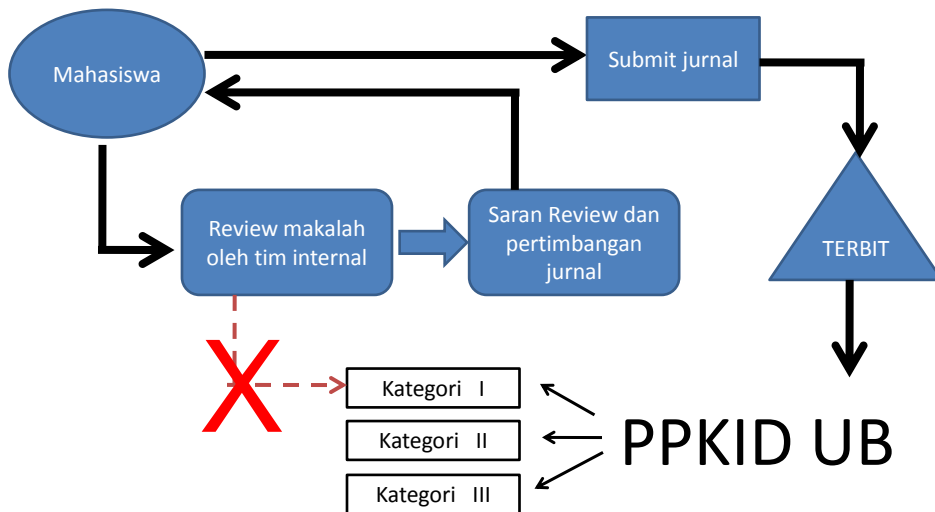 Mahasiswa
Submit jurnal
Review makalah
oleh tim internal
Saran Review dan
pertimbangan
jurnal
TERBIT
X
Kategori I
Kategori II
Kategori III
PPKID UB